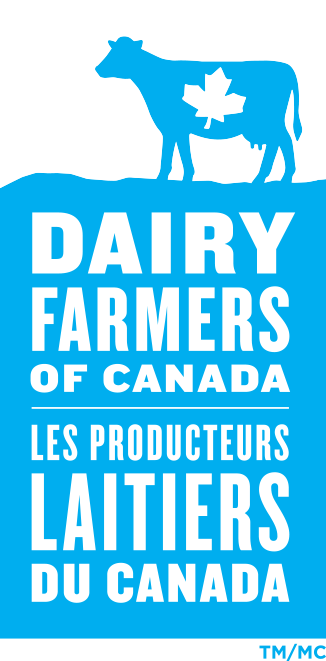 DAIRY
FARMERS
OF CANADA
LES PRODUCTEURS
LAITIERS
DU CANADA
TM/MC